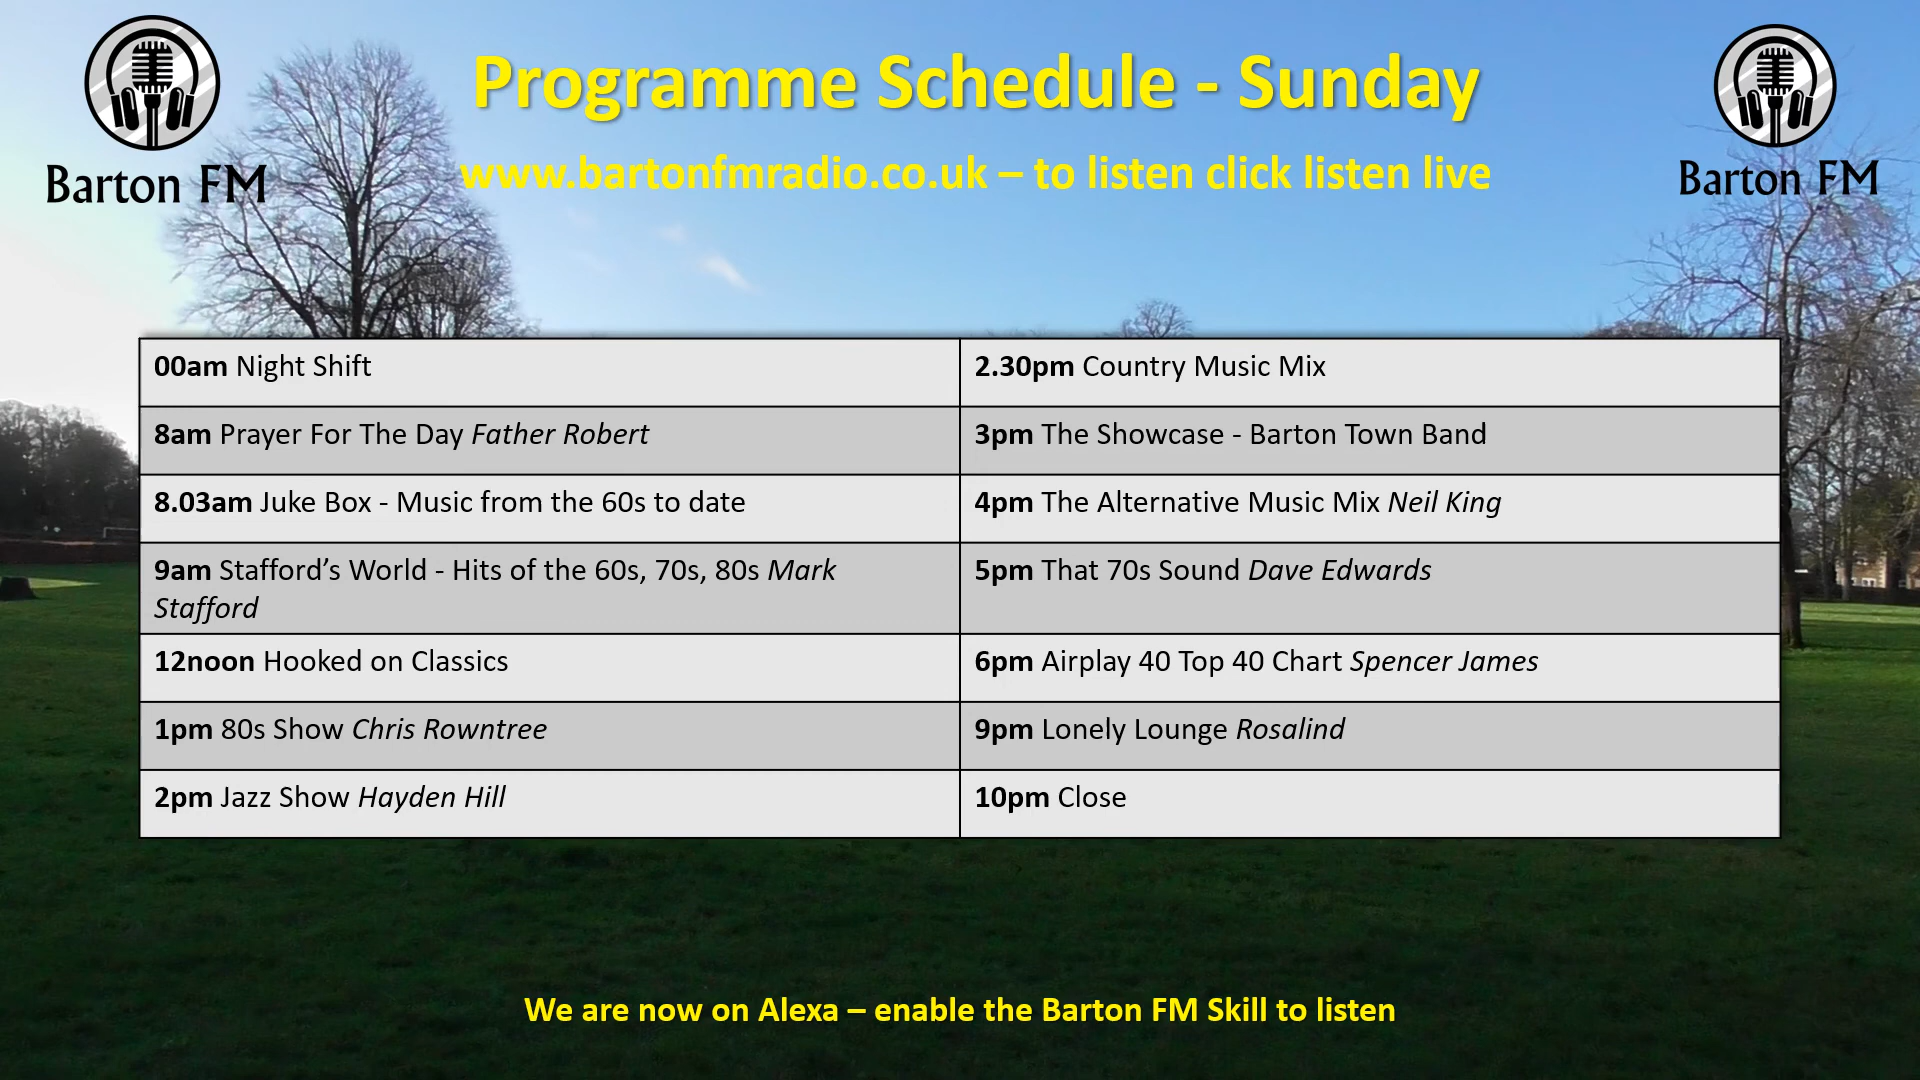 Barton FM
Programme Schedule - Sunday
www.bartonfmradio.co.uk – to listen click listen live
Barton FM
00am Night Shift
8am Prayer For The Day Father Robert
8.03am Juke Box - Music from the 60s to date
9am Stafford’s World - Hits of the 60s, 70s, 80s Mark
Stafford
12noon Hooked on Classics
1pm 80s Show Chris Rowntree
2pm Jazz Show Hayden Hill
2.30pm Country Music Mix
3pm The Showcase - Barton Town Band
4pm The Alternative Music Mix Neil King
5pm That 70s Sound Dave Edwards
6pm Airplay 40 Top 40 Chart Spencer James
9pm Lonely Lounge Rosalind
10pm Close
We are now on Alexa – enable the Barton FM Skill to listen